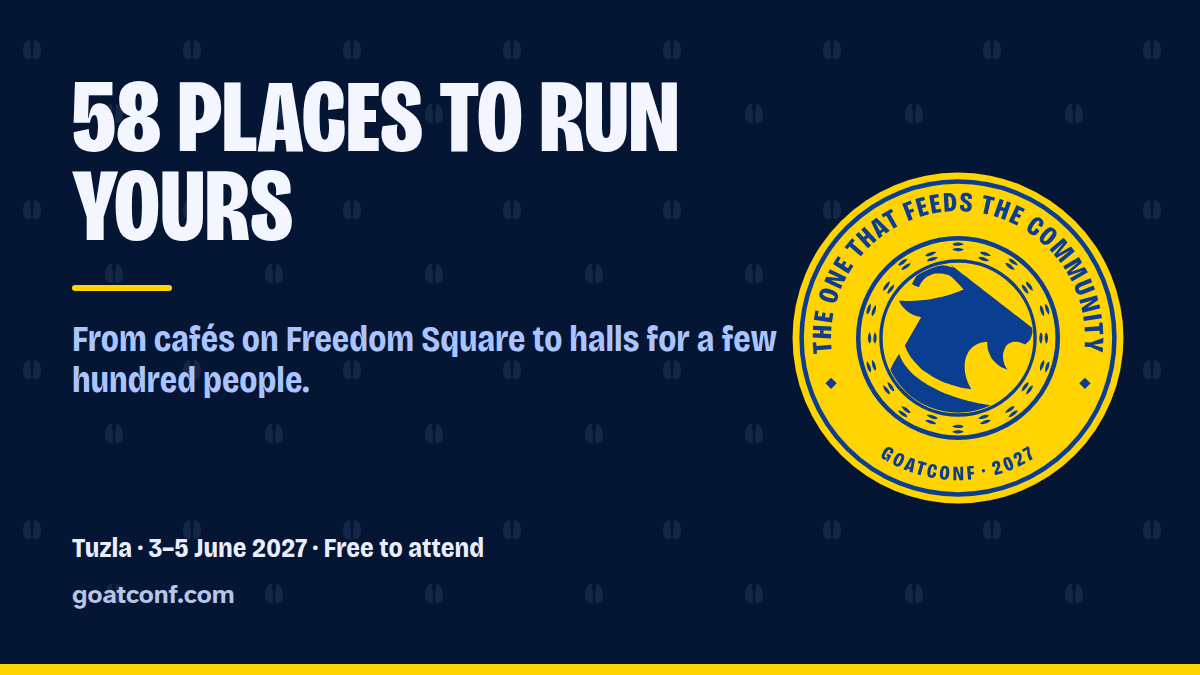 58 PLACES TO RUN
YOURS
From cafés on Freedom Square to halls for a few
hundred people.
Tuzla · 3–5 June 2027 · Free to attend
goatconf.com
THE ONE THAT FEEDS THE COMMUNITY
GOATCONF · 2027